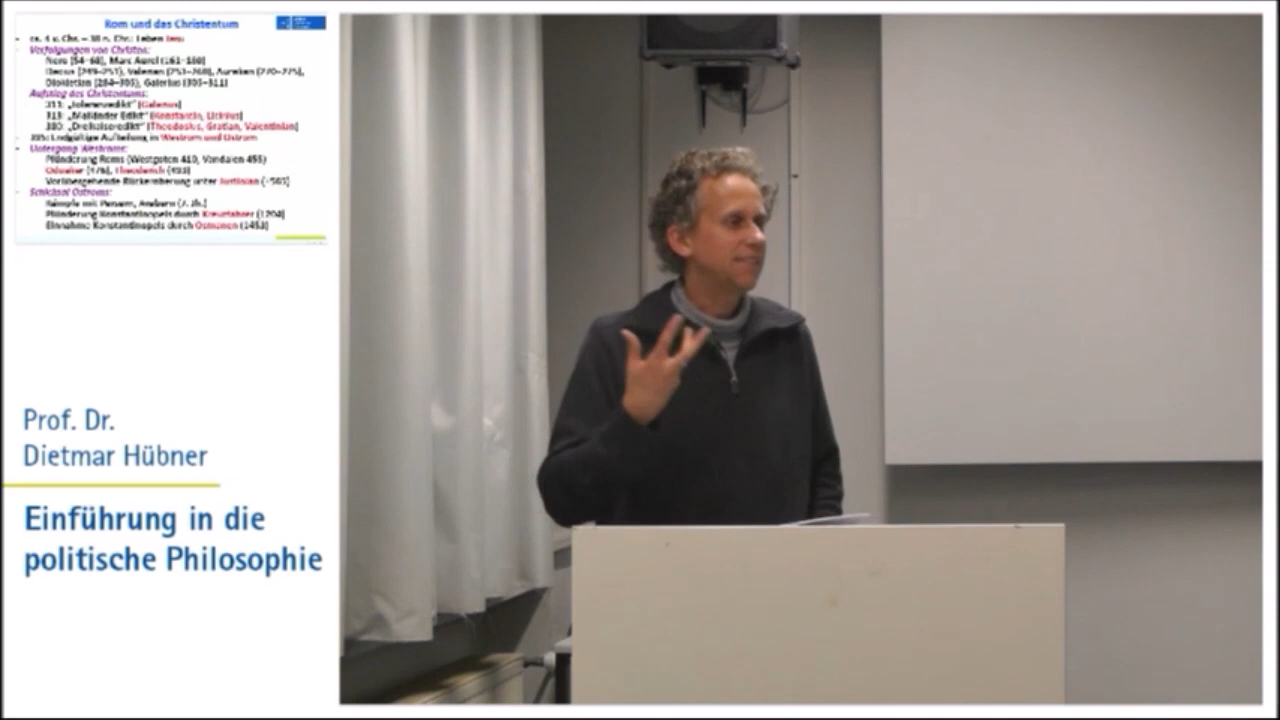 Rom und das Christentum
ca. 4 v. Chr. – 30 n. Chr.: Leben Jesu
Verfolgungen von Christen:
Nero (54–68), Marc Aurel (161–180)
Decius (249–251), Valerian (253–260), Aurelian (270–275),
Diokletian (284–305), Galerius (305–311)
Aufstieg des Christentums:
311: „Toleranzedikt“ (Galerius)
313: „Mailänder Edikt“ (Konstantin, Licinius)
380: „Dreikaiseredikt“ (Theodosius, Gratian, Valentinian)
395: Endgültige Aufteilung in Westrom und Ostrom
Untergang Westroms:
Plünderung Roms (Westgoten 410, Vandalen 455)
Odoaker (476), Theoderich (493)
Vorübergehende Rückeroberung unter Justinian (–565)
Schicksal Ostroms:
Kämpfe mit Persern, Arabern (7. Jh.)
Plünderung Konstantinopels durch Kreuzfahrer (1204)
Einnahme Konstantinopels durch Osmanen (1453)
Prof. Dr.
Dietmar Hübner
Einführung in die
politische Philosophie